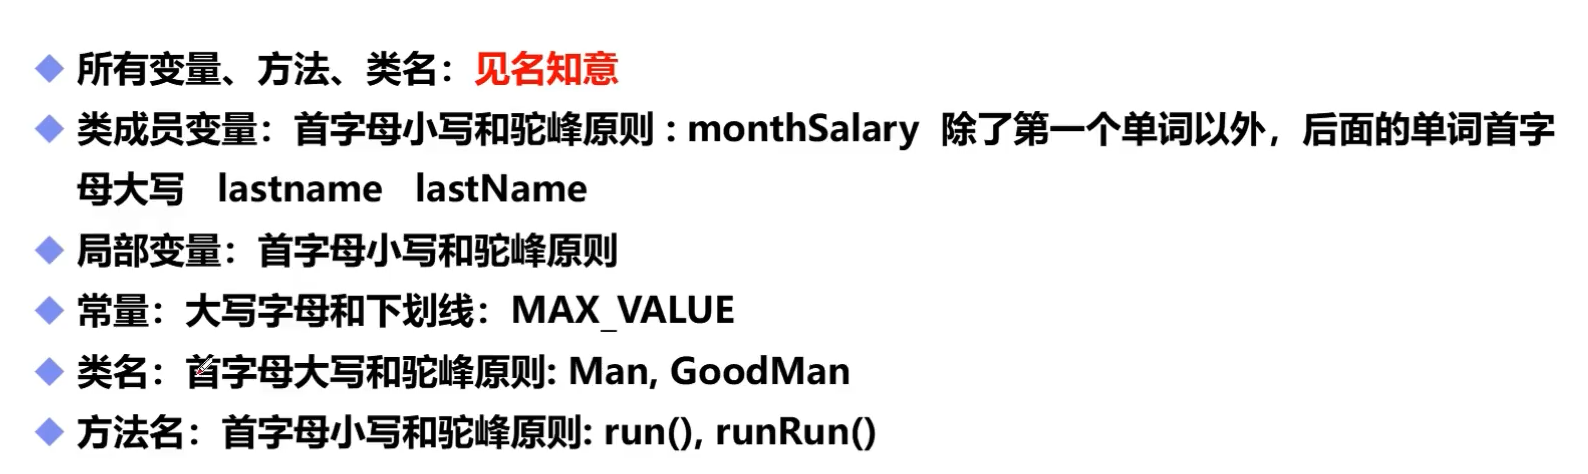 所有变量、方法、类名：见名知意
类成员变量：首字母小写和驼峰原则 : monthSalary 除了第一个单词以外，后面的单词首字
母大写 lastname lastName
局部变量：首字母小写和驼峰原则
常量：大写字母和下划线：MAX_VALUE
类名：首字母大写和驼峰原则: Man, GoodMan
方法名：首字母小写和驼峰原则: run(), runRun()